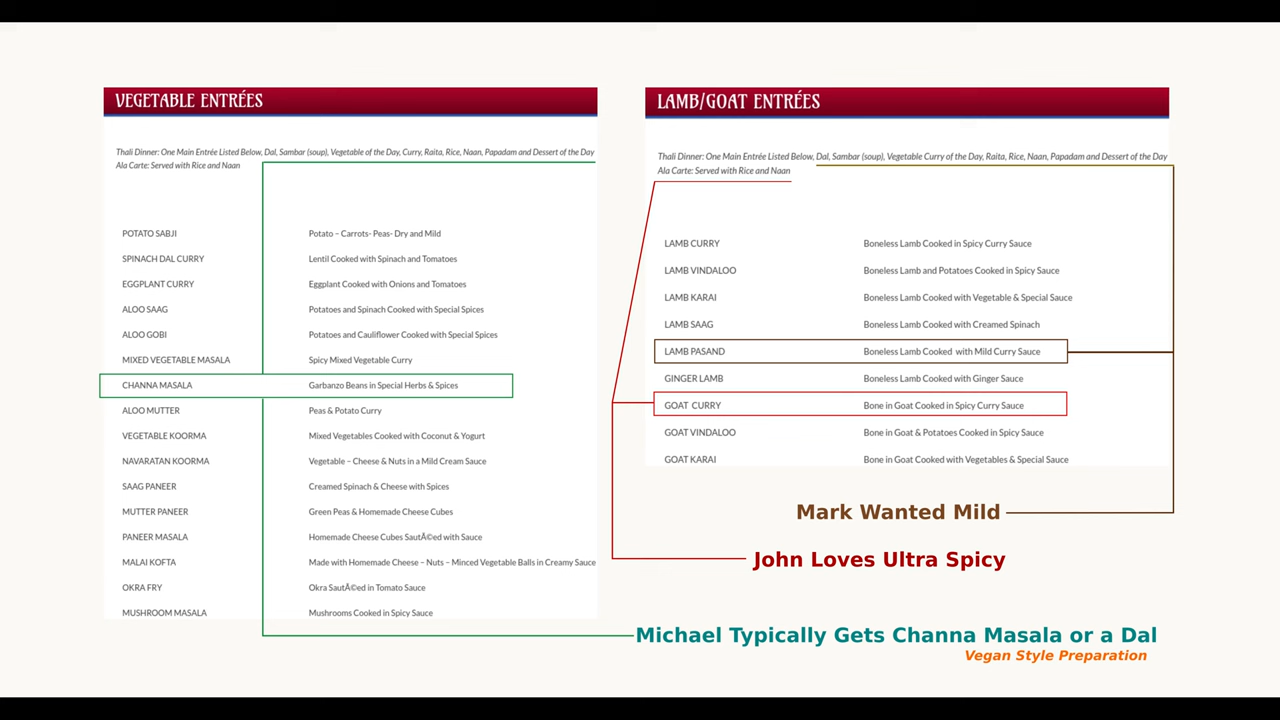 VEGETABLE ENTRÉES
Thali Dinner: One Main Entrée Listed Below, Dal, Sambar (soup), Vegetable of the Day, Curry, Raita, Rice, Naan, Papadam and Dessert of the Day
Ala Carte: Served with Rice and Naan
POTATO SABJI Potato – Carrots- Peas- Dry and Mild
SPINACH DAL CURRY Lentil Cooked with Spinach and Tomatoes
EGGPLANT CURRY Eggplant Cooked with Onions and Tomatoes
ALOO SAAG Potatoes and Spinach Cooked with Special Spices
ALOO GOBI Potatoes and Cauliflower Cooked with Special Spices
MIXED VEGETABLE MASALA Spicy Mixed Vegetable Curry
CHANNA MASALA Garbanzo Beans in Special Herbs & Spices
ALOO MUTTER Peas & Potato Curry
VEGETABLE KOORMA Mixed Vegetables Cooked with Coconut & Yogurt
NAVARATAN KOORMA Vegetable – Cheese & Nuts in a Mild Cream Sauce
SAAG PANEER Creamed Spinach & Cheese with Spices
MUTTER PANEER Green Peas & Homemade Cheese Cubes
PANEER MASALA Homemade Cheese Cubes SautÃ©ed with Sauce
MALAI KOFTA Made with Homemade Cheese – Nuts – Minced Vegetable Balls in Creamy Sauce
OKRA FRY Okra SautÃ©ed in Tomato Sauce
MUSHROOM MASALA Mushrooms Cooked in Spicy Sauce
LAMB/GOAT ENTRÉES
Thali Dinner: One Main Entrée Listed Below, Dal, Sambar (soup), Vegetable Curry of the Day, Raita, Rice, Naan, Papadam and Dessert of the Day
Ala Carte: Served with Rice and Naan
LAMB CURRY Boneless Lamb Cooked in Spicy Curry Sauce
LAMB VINDALOO Boneless Lamb and Potatoes Cooked in Spicy Sauce
LAMB KARAI Boneless Lamb Cooked with Vegetable & Special Sauce
LAMB SAAG Boneless Lamb Cooked with Creamed Spinach
LAMB PASAND Boneless Lamb Cooked with Mild Curry Sauce
GINGER LAMB Boneless Lamb Cooked with Ginger Sauce
GOAT CURRY Bone in Goat Cooked in Spicy Curry Sauce
GOAT VINDALOO Bone in Goat & Potatoes Cooked in Spicy Sauce
GOAT KARAI Bone in Goat Cooked with Vegetables & Special Sauce
Mark Wanted Mild
John Loves Ultra Spicy
Michael Typically Gets Channa Masala or a Dal
Vegan Style Preparation